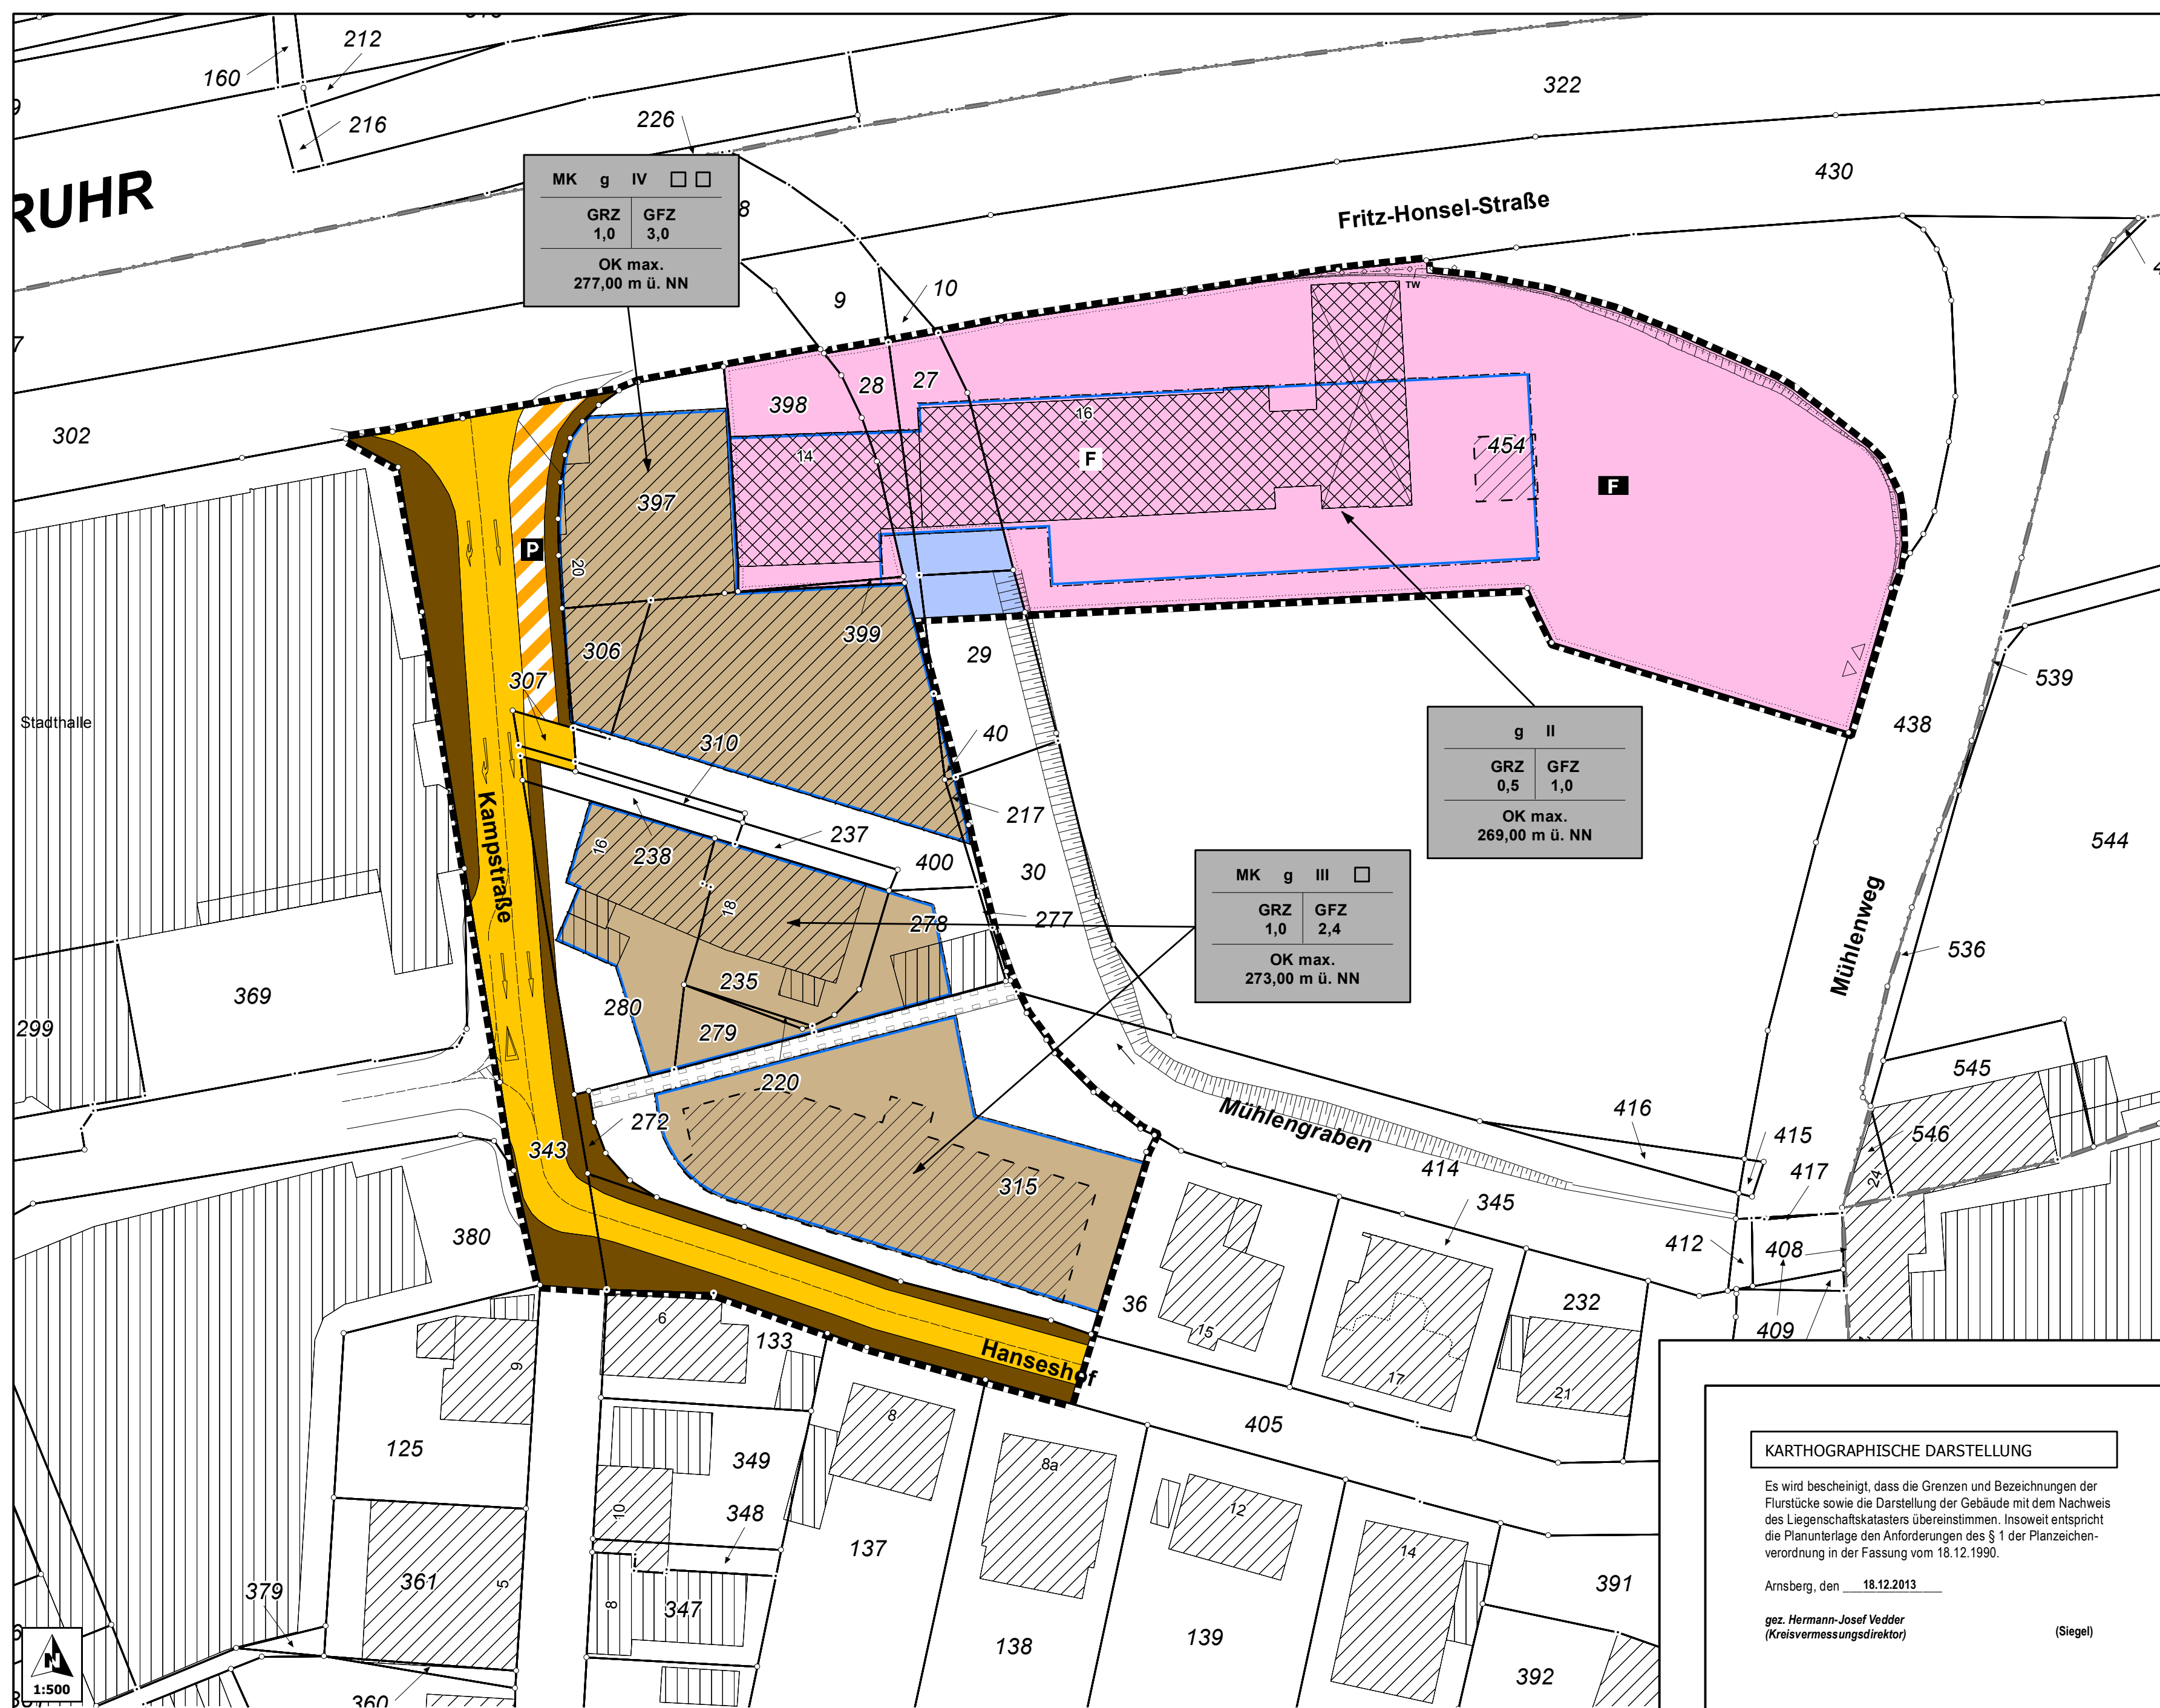 212
160
216
226
322
430
RUHR
Fritz-Honsel-Straße
MK g IV
GRZ GFZ
1,0 3,0
OK max.
277,00 m ü. NN
8
9
10
7
TW
302
28
27
398
16
14
F
454
F
397
P
20
399
306
29
307
Stadthalle
539
438
40
310
g II
GRZ GFZ
0,5 1,0
OK max.
269,00 m ü. NN
217
237
238
16
400
30
544
Kampstraße
18
278
277
MK g III
GRZ GFZ
1,0 2,4
OK max.
273,00 m ü. NN
Mühlenweg
536
369
299
235
280
279
220
545
272
343
Mühlengraben
416
415
546
417
24
414
315
345
380
412
408
36
232
409
6
133
15
17
21
9
Hanseshof
405
8
125
349
8a
12
14
10
348
137
379
361
5
8
347
138
139
391
392
360
N
1:500
KARTHOGRAPHISCHE DARSTELLUNG
Es wird bescheinigt, dass die Grenzen und Bezeichnungen der
Flurstücke sowie die Darstellung der Gebäude mit dem Nachweis
des Liegenschaftskatasters übereinstimmen. Insoweit entspricht
die Planunterlage den Anforderungen des § 1 der Planzeichen-
verordnung in der Fassung vom 18.12.1990.
Arnsberg, den 18.12.2013
gez. Hermann-Josef Vedder
(Kreisvermessungsdirektor) (Siegel)